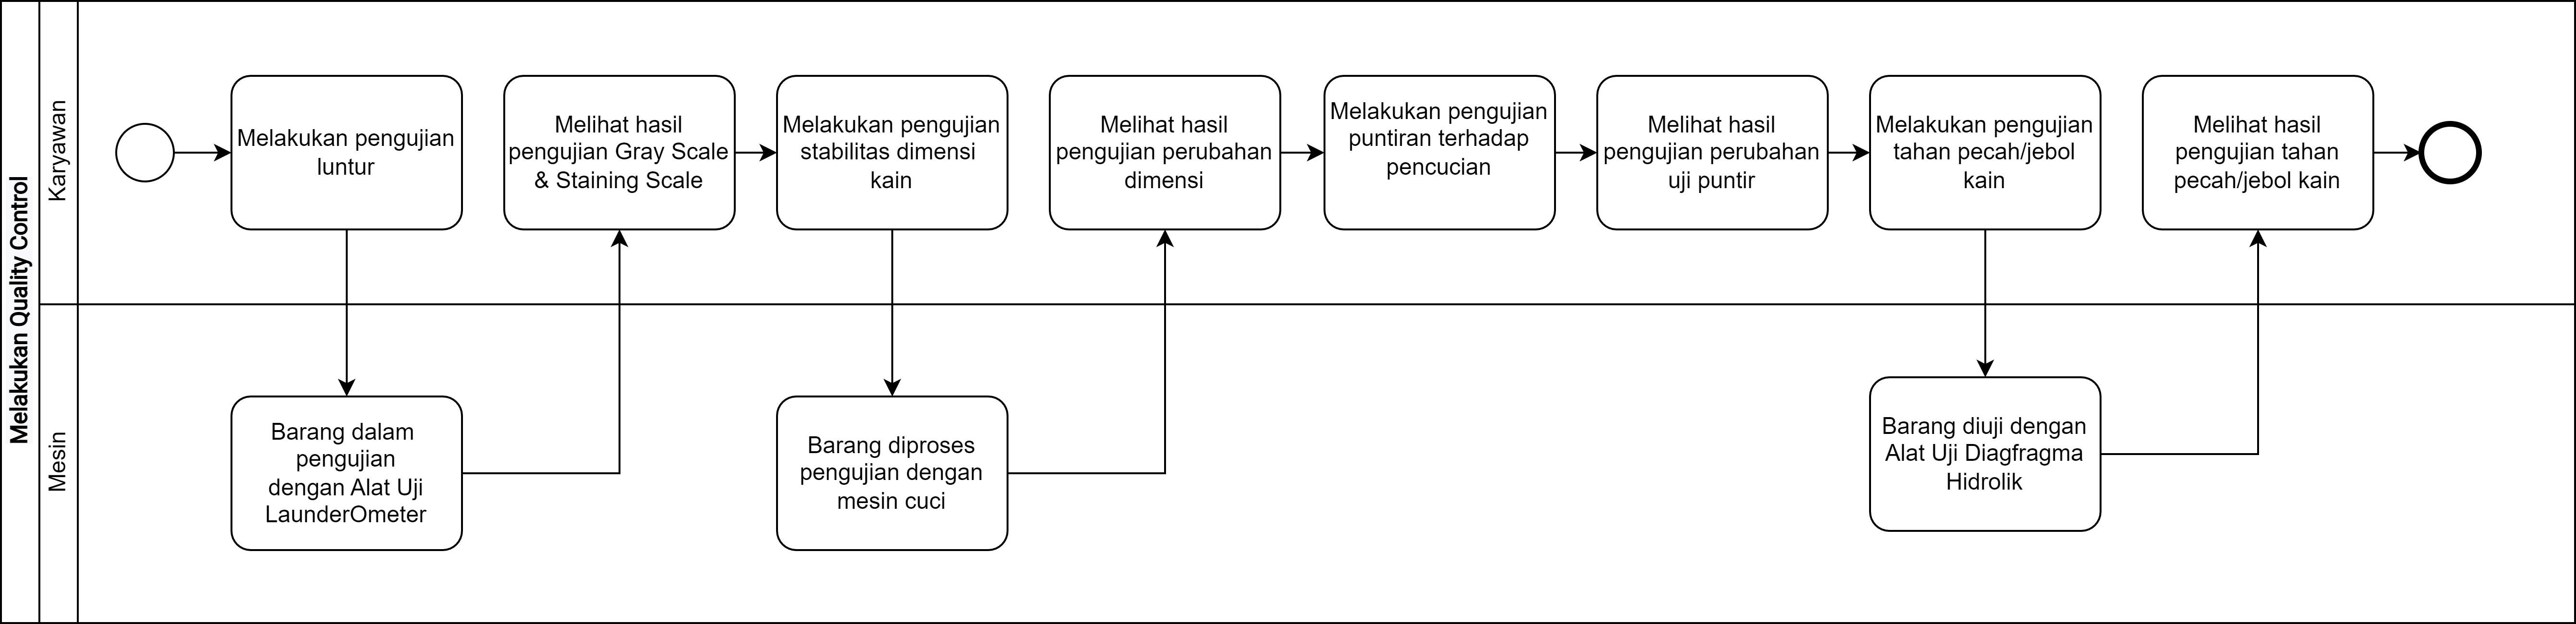 Melakukan Quality Control
Karyawan
Melakukan pengujian
luntur
Melihat hasil
pengujian Gray Scale
& Staining Scale
Melakukan pengujian
stabilitas dimensi
kain
Melihat hasil
pengujian perubahan
dimensi
Melakukan pengujian
puntiran terhadap
pencucian
Melihat hasil
pengujian perubahan
uji puntir
Melakukan pengujian
tahan pecah/jebol
kain
Melihat hasil
pengujian tahan
pecah/jebol kain
Mesin
Barang dalam
pengujian
dengan Alat Uji
LaunderOmeter
Barang diproses
pengujian dengan
mesin cuci
Barang diuji dengan
Alat Uji Diagfragma
Hidrolik